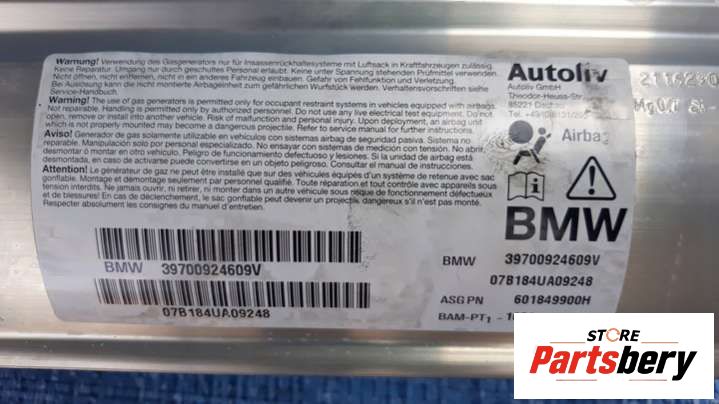 Warnung! Verwendung des Gasgenerators nur für Insassenrückhaltesysteme mit Luftsack in Kraftfahrzeugen zulässig.
Keine Reparatur. Umgang nur durch geschultes Personal erlaubt. Keine unter Spannung stehenden Prüfmittel verwenden.
Nicht öffnen, nicht entfernen, nicht in ein anderes Fahrzeug einbauen. Gefahr von Fehlfunktion und Verletzung.
Bei Auslösung kann die nicht montierte Airbageinheit zum gefährlichen Wurfstück werden. Verhaltensvorschriften siehe
Service-Handbuch.
Warning! The use of gas generators is permitted only for occupant restraint systems in vehicles with airbags.
Not repairable. Handling is permitted only by authorized personnel. Do not use any live electrical test equipment. Do not
open, remove or install into another vehicle. Risk of malfunction and personal injury. Upon deployment, an airbag unit
which is not properly mounted may become a dangerous projectile. Refer to service manual for further instructions.
Aviso! Generador de gas solamente utilizable en vehículos con sistemas airbag de seguridad pasiva. Sistema no
reparable. Manipulación solo por personal autorizado. No ensayar con sistemas de medición con tensión. No abrir,
desmontar o montar en otro vehículo. Peligro de funcionamiento defectuoso y lesiones. Si la unidad de airbag está
desmontada, en caso de activarse puede convertirse en un objeto peligroso. Consultar el manual de instrucciones.
Attention! Le générateur de gaz ne peut être installé que sur des véhicules équipés d'un système de retenue avec sac
gonflable. Montage et démontage seulement par personnel qualifié. Toute réparation et tout contrôle avec appareils sous
tension interdits. Ne jamais ouvrir, ni retirer, ni monter dans un autre véhicule sous risque de fonctionnement défectueux
et de blessures. En cas de déclenchement, le sac gonflable peut devenir un projectile dangereux s'il n'est pas monté.
Respecter absolument les consignes du manuel d'entretien.
Autoliv
Autoliv GmbH
Theodor-Heuss-Str.
85221
Airbag
BMW
BMW 39700924609V
07B184UA09248
ASG PN 601849900H
BAM-PT1 -
BMW 39700924609V
07B184UA09248
STORE
Partsbery